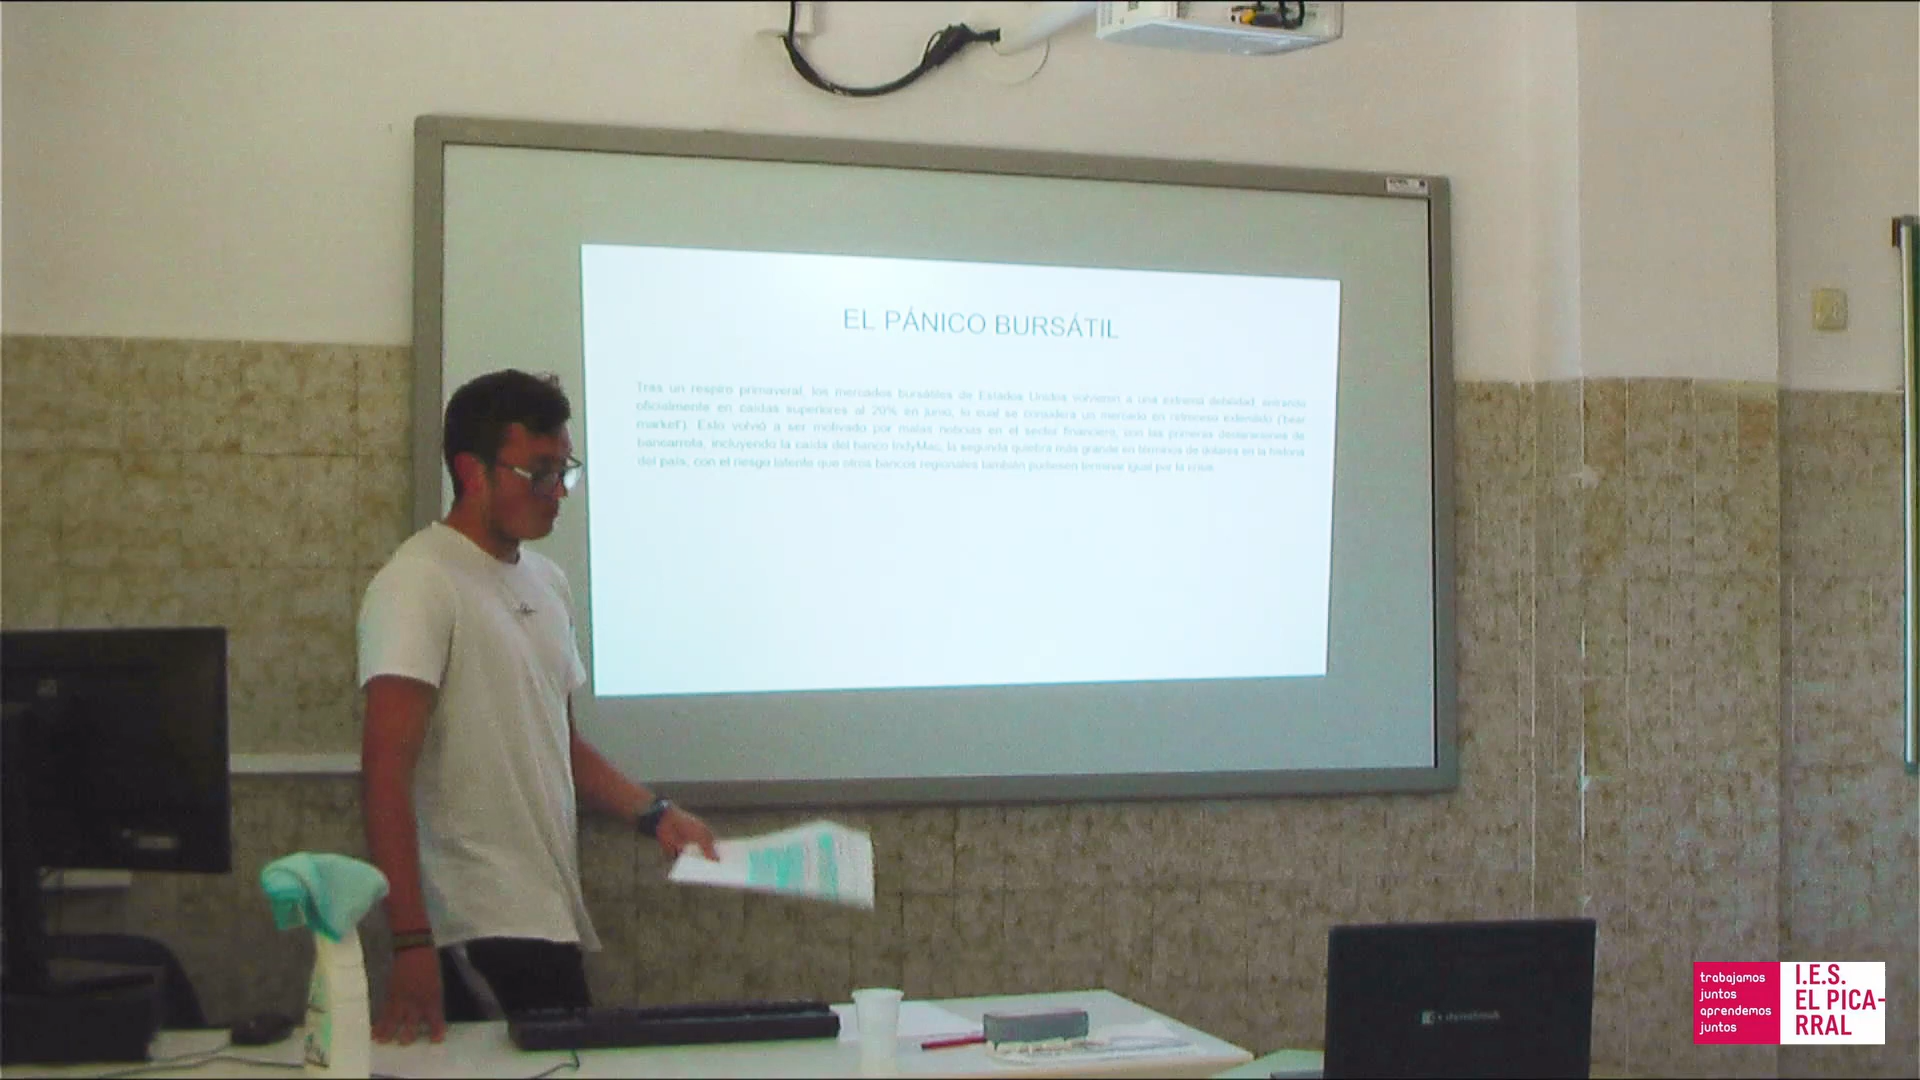 EL PÁNICO BURSÁTIL
Tras un respiro primaveral, los mercados bursátiles de Estados Unidos volvieron a una extrema debilidad, entrando
oficialmente en caídas superiores al 20% en junio, lo cual se considera un mercado en retroceso extendido ('bear
market'). Esto volvió a ser motivado por malas noticias en el sector financiero, con las primeras declaraciones de
bancarrota, incluyendo la caída del banco IndyMac, la segunda quiebra más grande en términos de dólares en la historia
del país, con el riesgo latente que otros bancos regionales también pudiesen terminar igual por la crisis.
trabajamos
juntos
aprendemos
juntos
I.E.S.
EL PICA-
RRAL
dynabook